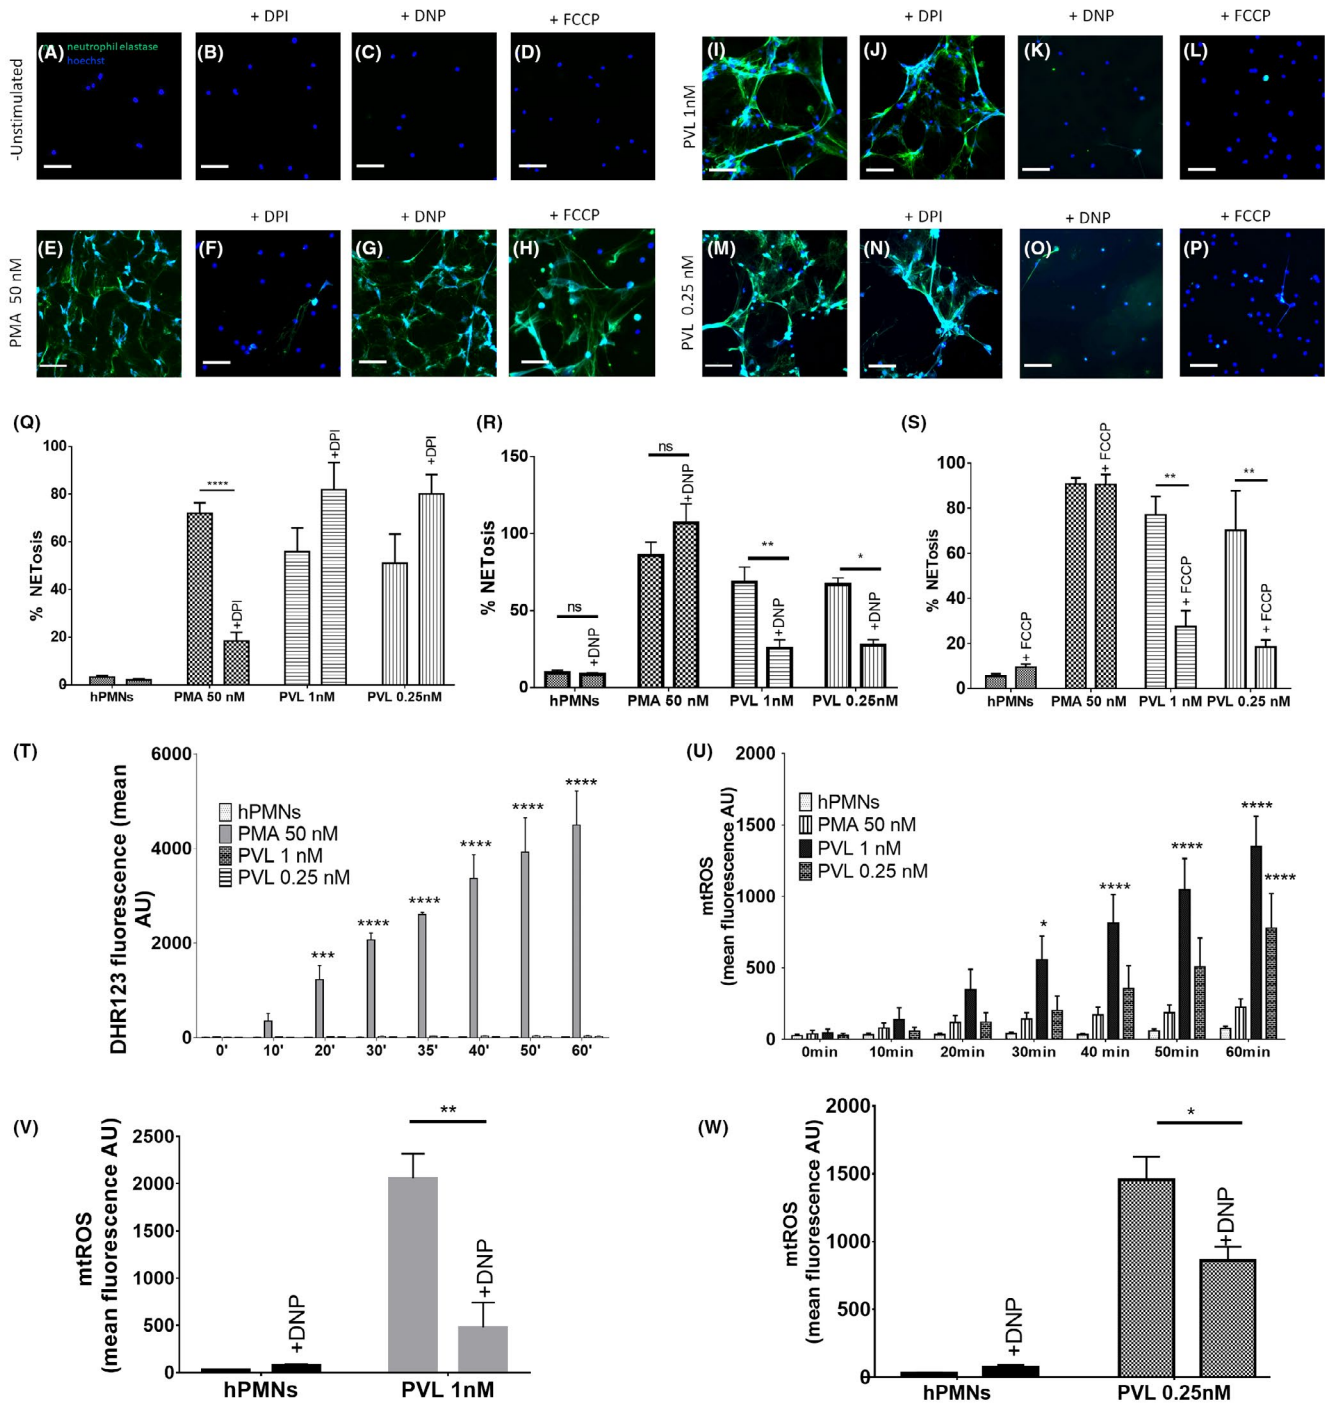 + DPI
+ DNP
+ FCCP
+ DPI
+ DNP
+ FCCP
-Unstimulated
(A) neutrophil elastase
hoechst
(B)
(C)
(D)
PVL 1nM
(I)
(J)
(K)
(L)
+ DPI
+ DNP
+ FCCP
+ DPI
+ DNP
+ FCCP
PMA 50 nM
(E)
(F)
(G)
(H)
PVL 0.25 nM
(M)
(N)
(O)
(P)
(Q)
% NETosis
100
80
60
40
20
0
****
+DPI
+DPI
+DPI
hPMNs
PMA 50 nM
PVL 1nM
PVL 0.25nM
(R)
% NETosis
150
100
50
0
ns
ns
**
*
+DNP
+DNP
+DNP
+DNP
hPMNs
PMA 50 nM
PVL 1nM
PVL 0.25nM
(S)
% NETosis
100
80
60
40
20
0
**
**
+ FCCP
+ FCCP
+ FCCP
+ FCCP
hPMNs
PMA 50 nM
PVL 1 nM
PVL 0.25 nM
(T)
DHR123 fluorescence (mean
AU)
6000
4000
2000
0
hPMNs
PMA 50 nM
PVL 1 nM
PVL 0.25 nM
***
****
****
****
****
****
0'
10'
20'
30'
35'
40'
50'
60'
(U)
mtROS
(mean fluorescence AU)
2000
1500
1000
500
0
hPMNs
PMA 50 nM
PVL 1 nM
PVL 0.25 nM
*
****
****
****
****
0min
10min
20min
30min
40 min
50min
60min
(V)
mtROS
(mean fluorescence AU)
2500
2000
1500
1000
500
0
**
+DNP
+DNP
hPMNs
PVL 1nM
(W)
mtROS
(mean fluorescence AU)
2000
1500
1000
500
0
*
+DNP
+DNP
hPMNs
PVL 0.25nM